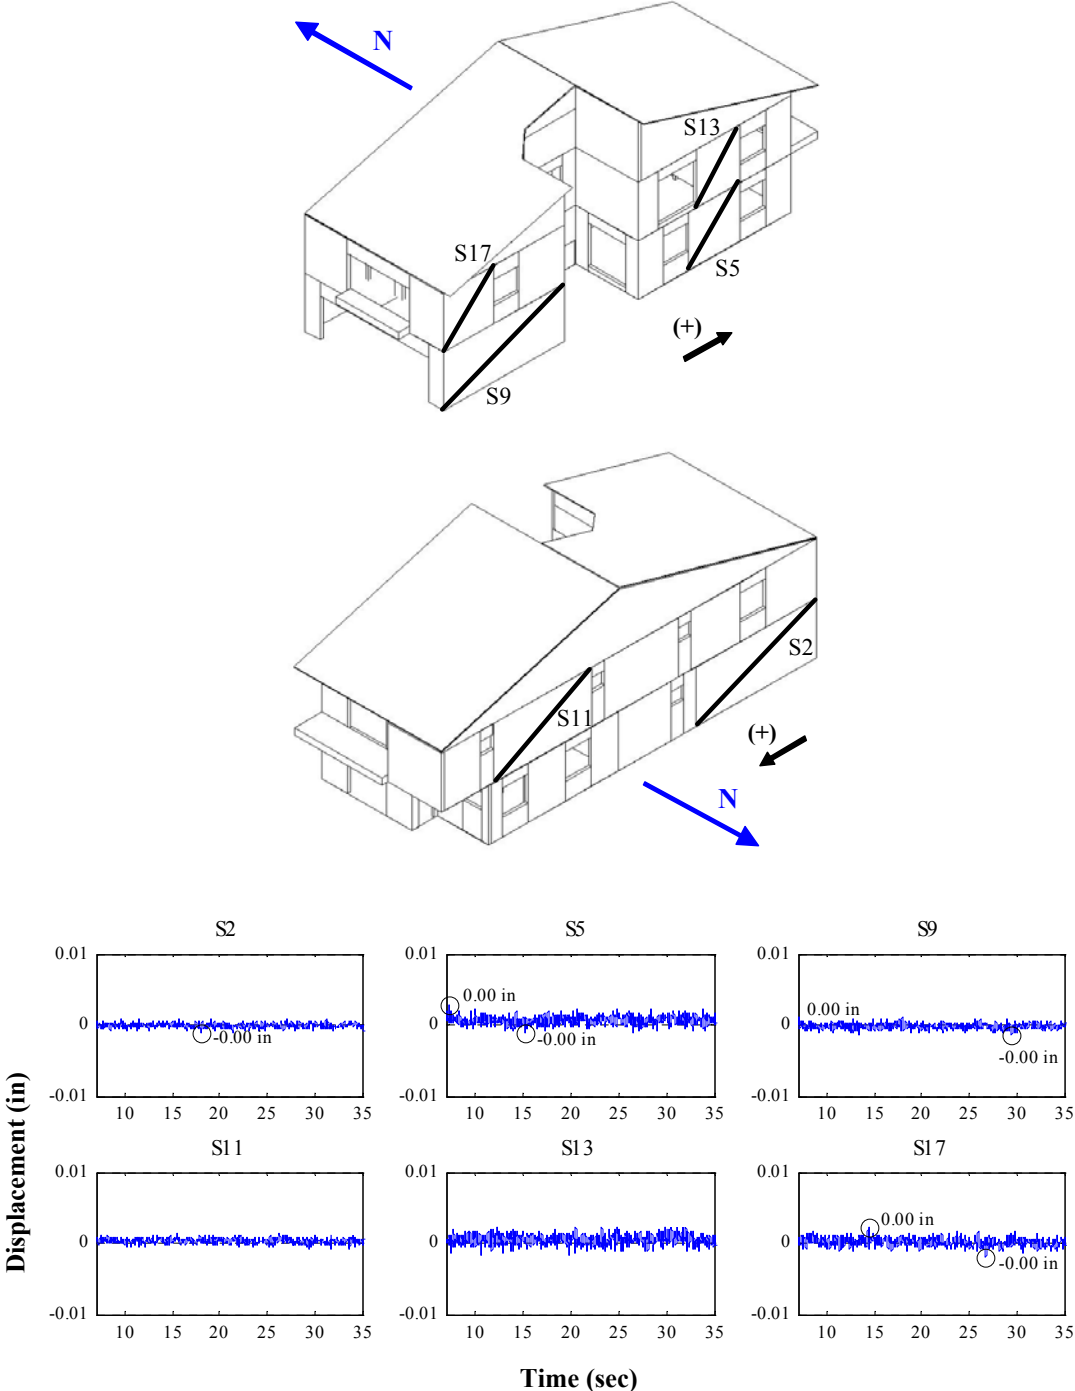 N
S13
S17
S5
(+)
S9
S2
S11
(+)
N
S2 S5 S9
0.01 0.01 0.01
0.00 in 0.00 in
0 0 0
-0.00 in -0.00 in -0.00 in
-0.01 -0.01 -0.01
10 15 20 25 30 35 10 15 20 25 30 35 10 15 20 25 30 35
S11 S13 S17
0.01 0.01 0.01
0.00 in
0 0 0
-0.00 in
-0.01 -0.01 -0.01
10 15 20 25 30 35 10 15 20 25 30 35 10 15 20 25 30 35
Displacement (in)
Time (sec)